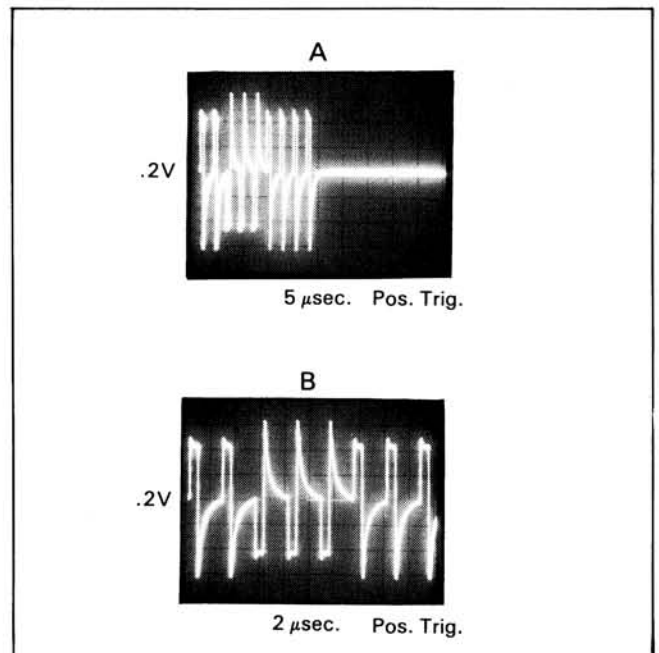 A
.2V
5 μsec. Pos. Trig.
B
.2V
2 μsec. Pos. Trig.